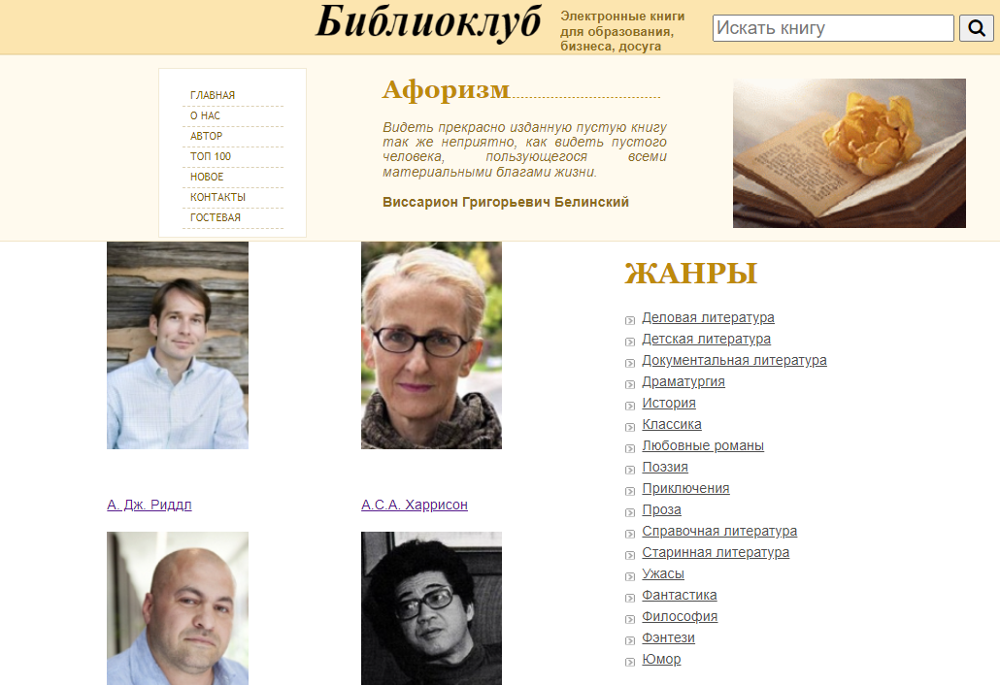 Библиоклуб
Электронные книги
для образования,
бизнеса, досуга
Искать книгу
ГЛАВНАЯ
О НАС
АВТОР
ТОП 100
НОВОЕ
КОНТАКТЫ
ГОСТЕВАЯ
Афоризм
Видеть прекрасно изданную пустую книгу
так же неприятно, как видеть пустого
человека, пользующегося всеми
материальными благами жизни.
Виссарион Григорьевич Белинский
А. Дж. Риддл
А.С.А. Харрисон
ЖАНРЫ
Деловая литература
Детская литература
Документальная литература
Драматургия
История
Классика
Любовные романы
Поэзия
Приключения
Проза
Справочная литература
Старинная литература
Ужасы
Фантастика
Философия
Фэнтези
Юмор